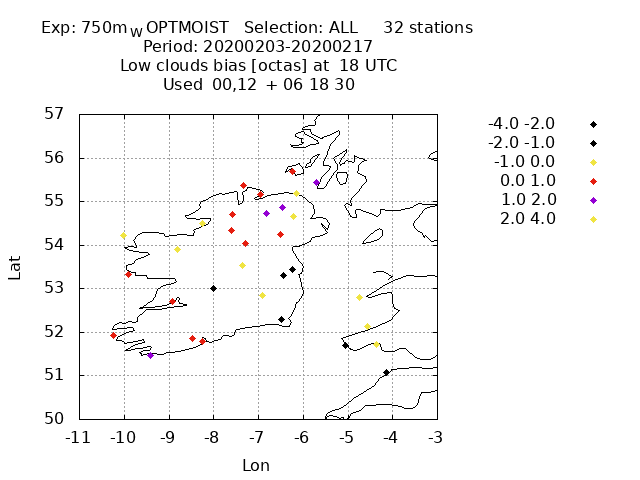 Exp: 750m_W OPTMOIST Selection: ALL 32 stations
Period: 20200203-20200217
Low clouds bias [octas] at 18 UTC
Used 00,12 + 06 18 30
57
56
55
54
53
52
51
50
-11 -10 -9 -8 -7 -6 -5 -4 -3
Lat
Lon
-4.0 -2.0
-2.0 -1.0
-1.0 0.0
0.0 1.0
1.0 2.0
2.0 4.0